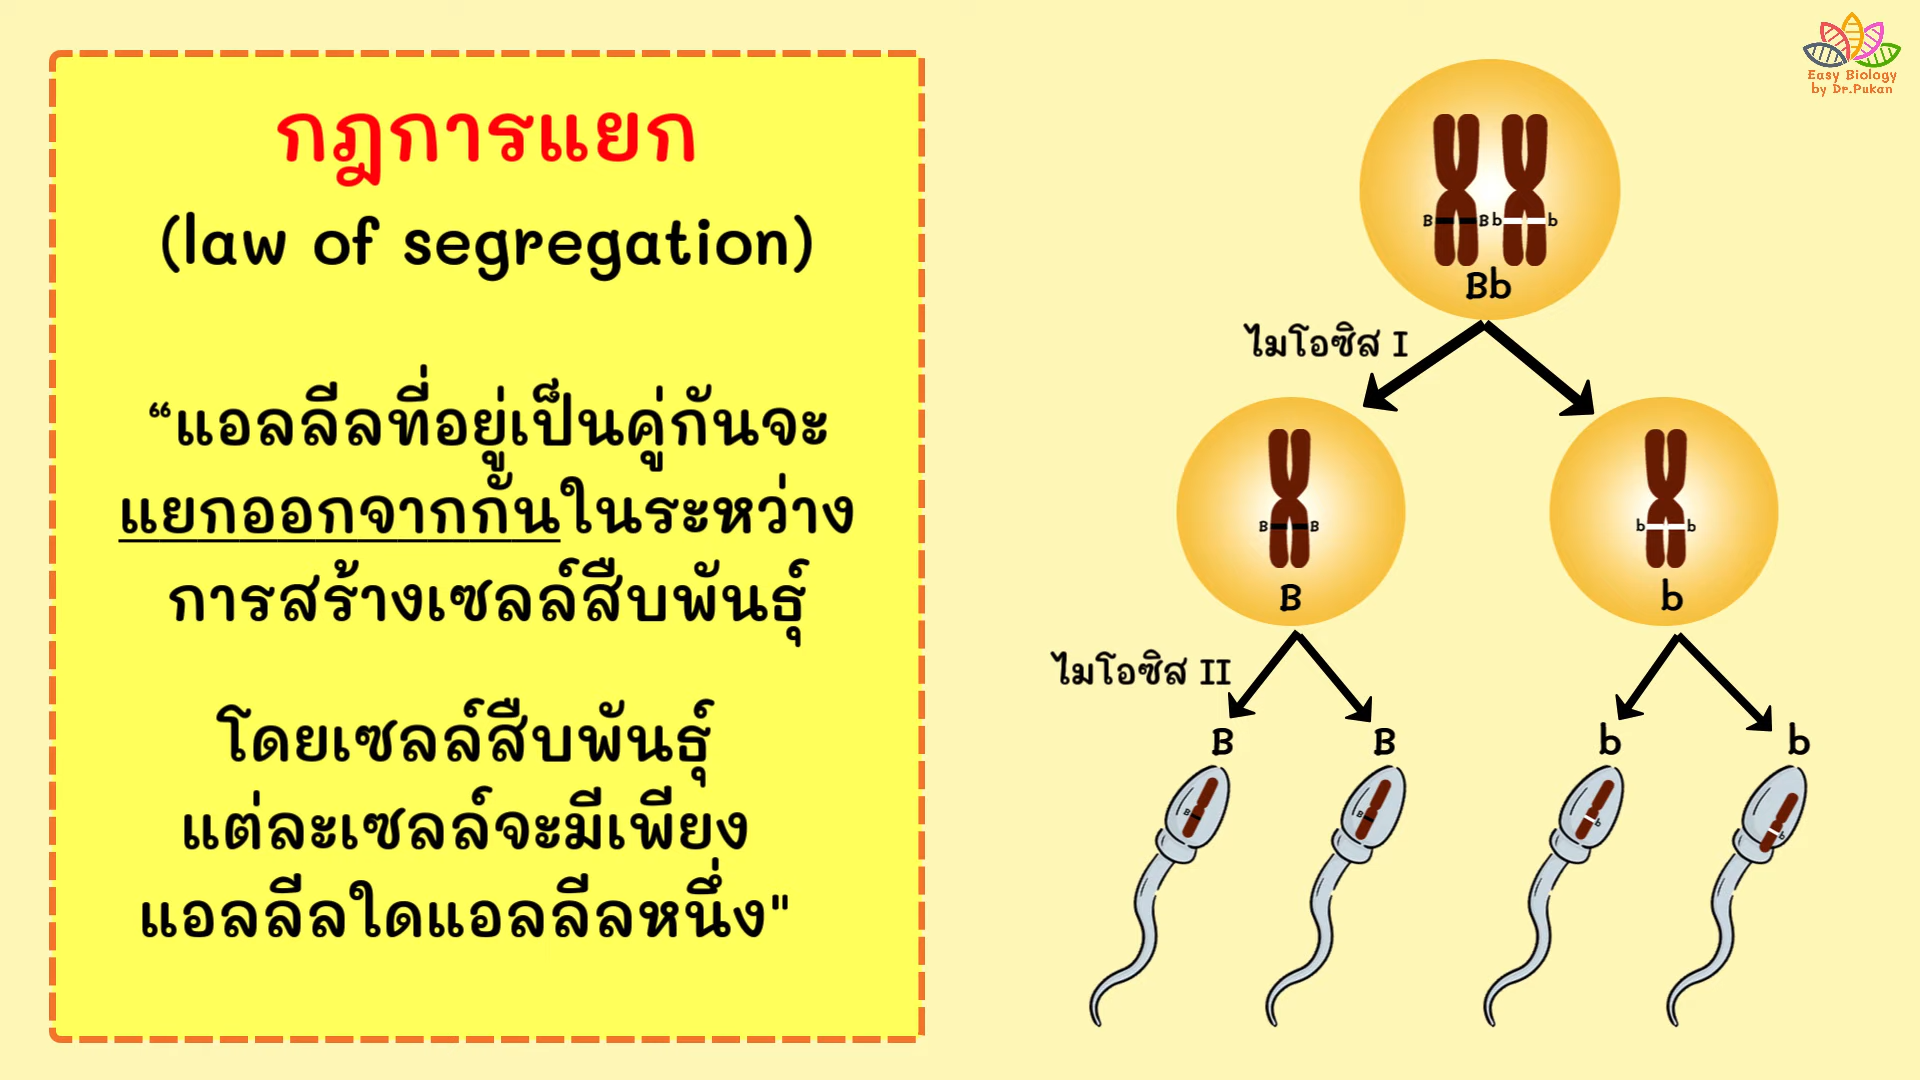 กฎการแยก
(law of segregation)
“แอลลีลที่อยู่เป็นคู่กันจะ
แยกออกจากกันในระหว่าง
การสร้างเซลล์สืบพันธุ์
โดยเซลล์สืบพันธุ์
แต่ละเซลล์จะมีเพียง
แอลลีลใดแอลลีลหนึ่ง"
Easy Biology
by Dr.Pukan
B B b b
Bb
ไมโอซิส I
B B b b
B b
ไมโอซิส II
B B b b
B B b b